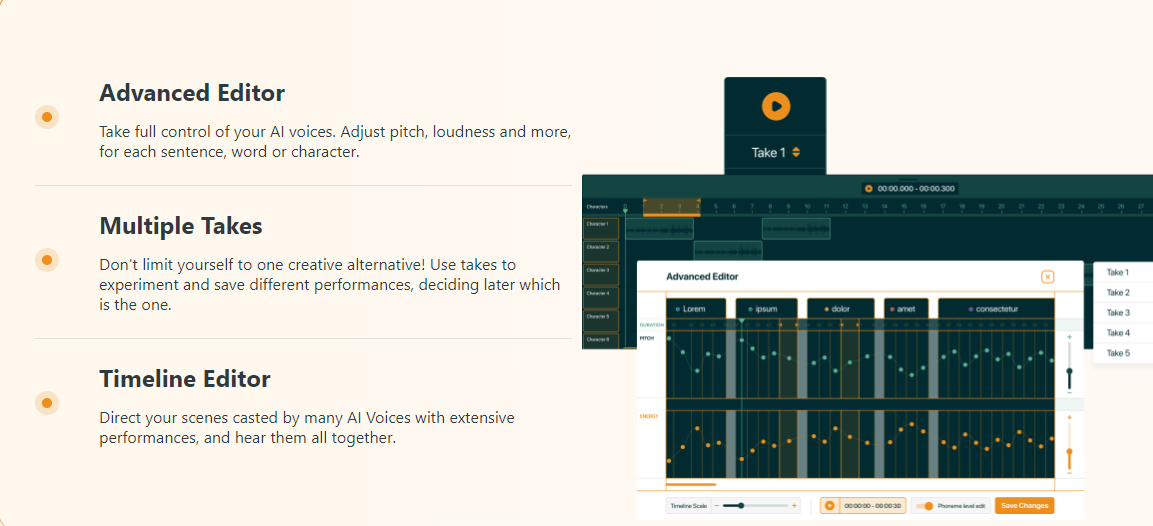 Advanced Editor
Take full control of your AI voices. Adjust pitch, loudness and more,
for each sentence, word or character.
Multiple Takes
Don't limit yourself to one creative alternative! Use takes to
experiment and save different performances, deciding later which
is the one.
Timeline Editor
Direct your scenes casted by many AI Voices with extensive
performances, and hear them all together.
Take 1
00:00.000 - 00:00.300
Characters 0 2 3 4 5 6 7 8 9 10 11 12 13 14 15 16 17 18 19 20 21 22 23 24 25 26 27
Character 1
Character 2
Character 3
Character 4
Character 5
Character 6
Advanced Editor
Lorem ipsum dolor amet consectetur
DURATION
PITCH
ENERGY
Timeline Scale
00:00:00 - 00:00:30
Phoneme level edit
Save Changes
Take 1
Take 2
Take 3
Take 4
Take 5